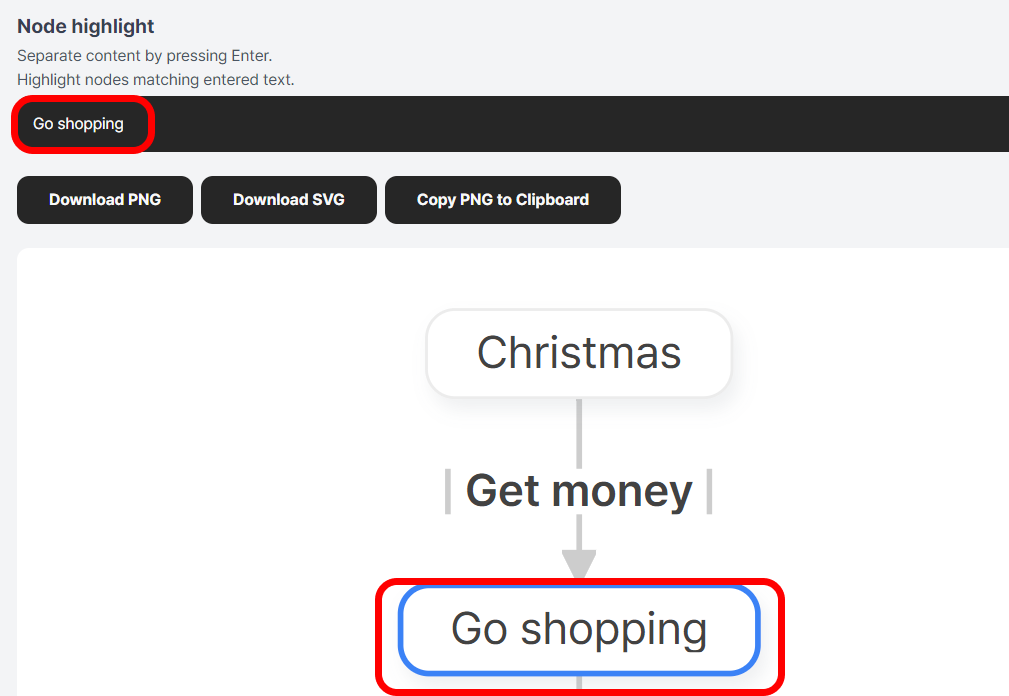 Node highlight
Separate content by pressing Enter.
Highlight nodes matching entered text.
Go shopping
Download PNG Download SVG Copy PNG to Clipboard
Christmas
Get money
Go shopping